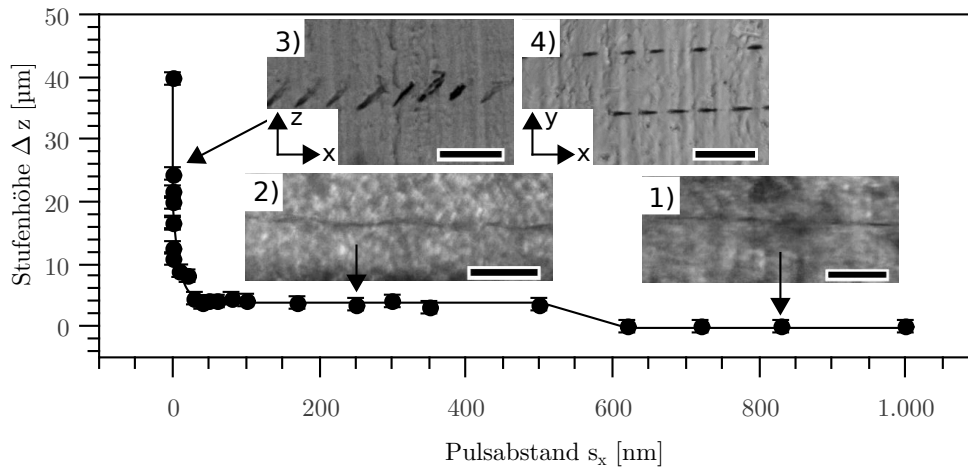 50
40
30
20
10
0
Stufenhöhe Δ z [µm]
3)
z
x
4)
y
x
2)
1)
0
200
400
600
800
1.000
Pulsabstand s_x [nm]